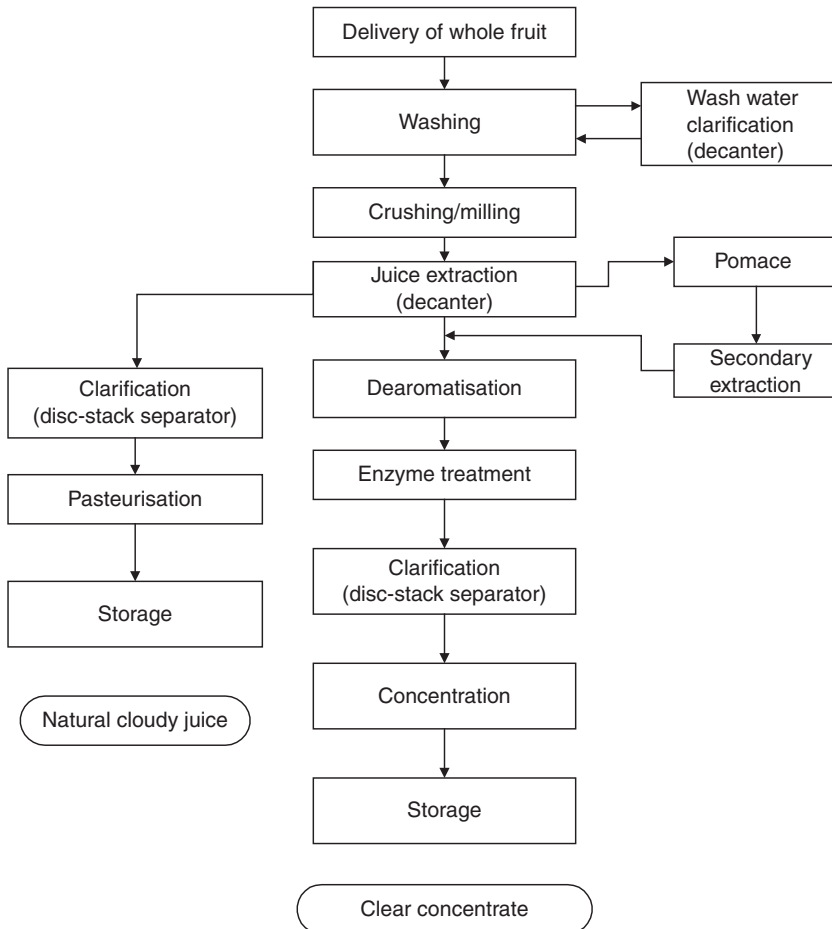 Delivery of whole fruit
Washing
Wash water
clarification
(decanter)
Crushing/milling
Juice extraction
(decanter)
Pomace
Secondary
extraction
Clarification
(disc-stack separator)
Dearomatisation
Pasteurisation
Enzyme treatment
Clarification
(disc-stack separator)
Storage
Concentration
Natural cloudy juice
Storage
Clear concentrate